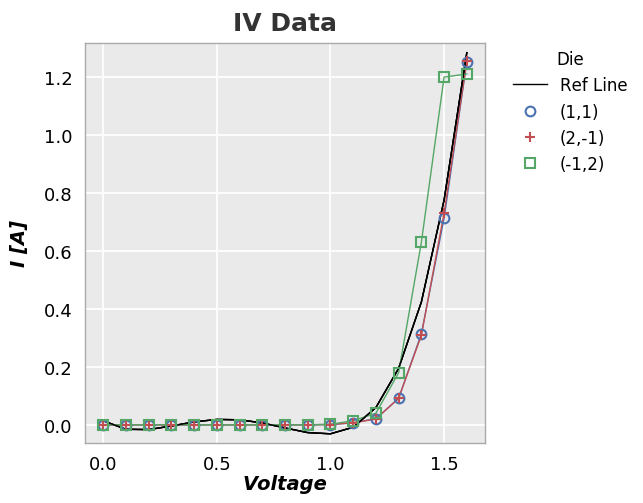 IV Data
Die
Ref Line
(1,1)
(2,-1)
(-1,2)
I [A]
1.2
1.0
0.8
0.6
0.4
0.2
0.0
0.0 0.5 1.0 1.5
Voltage